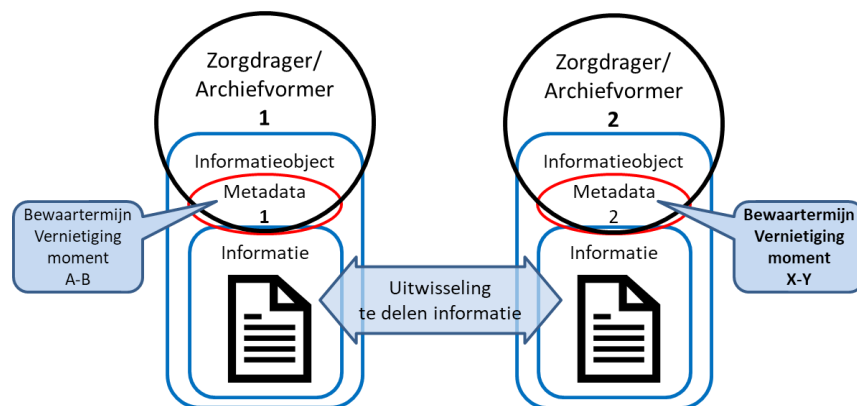 Zorgdrager/
Archiefvormer
1
Informatieobject
Metadata
1
Bewaartermijn
Vernietiging
moment
A-B
Informatie
Uitwisseling
te delen informatie
Zorgdrager/
Archiefvormer
2
Informatieobject
Metadata
2
Bewaartermijn
Vernietiging
moment
X-Y
Informatie